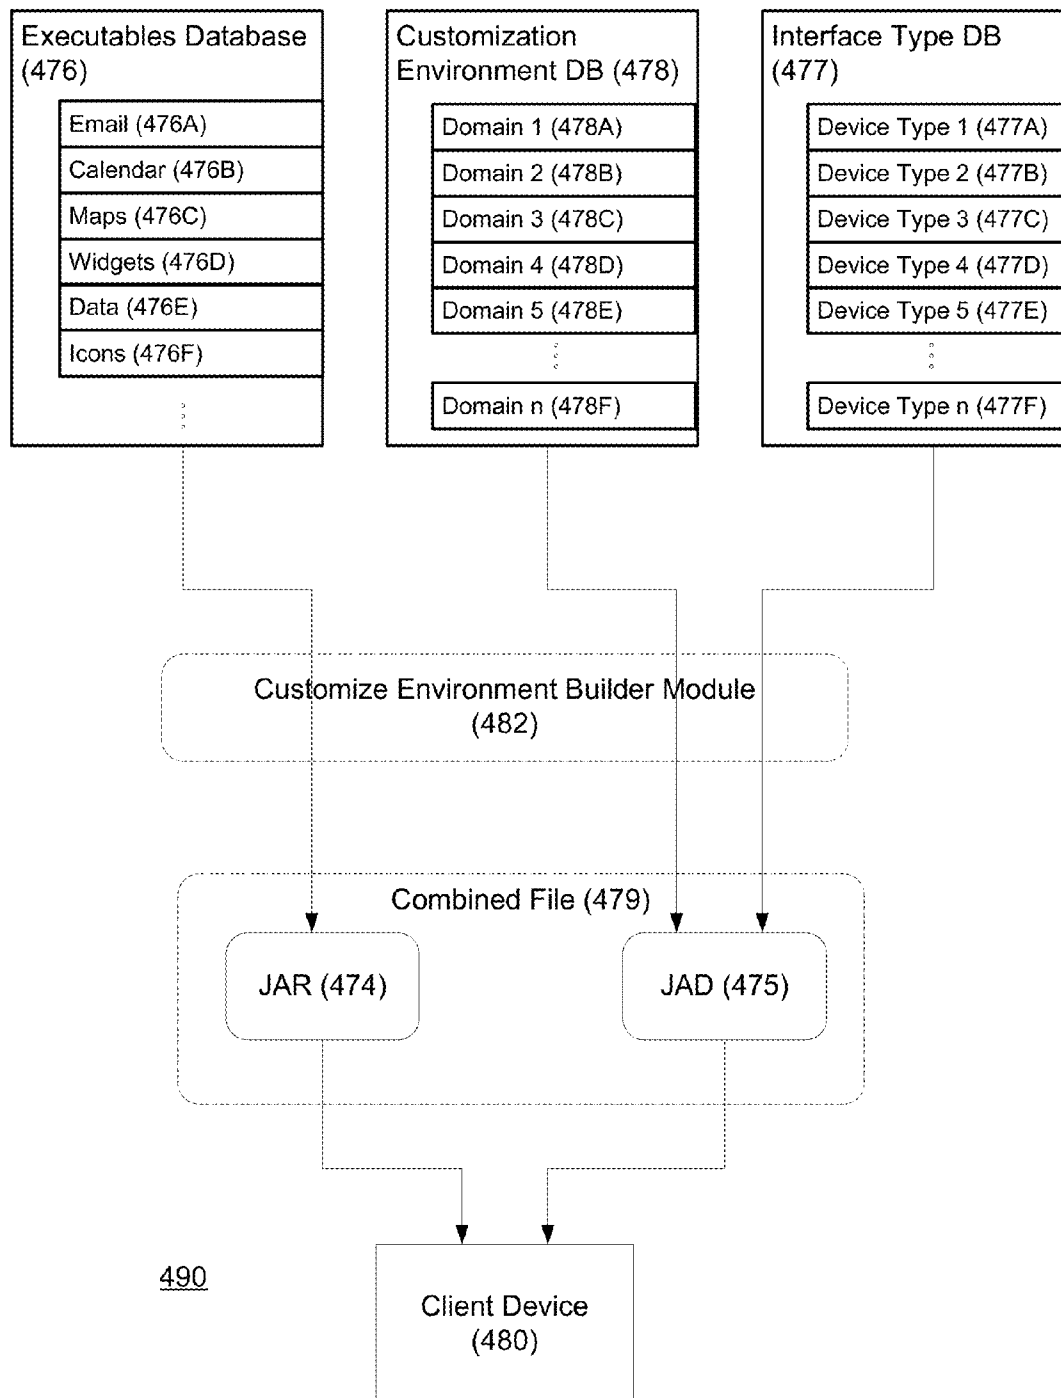 Executables Database
(476)
Email (476A)
Calendar (476B)
Maps (476C)
Widgets (476D)
Data (476E)
Icons (476F)
Customization
Environment DB (478)
Domain 1 (478A)
Domain 2 (478B)
Domain 3 (478C)
Domain 4 (478D)
Domain 5 (478E)
Domain n (478F)
Interface Type DB
(477)
Device Type 1 (477A)
Device Type 2 (477B)
Device Type 3 (477C)
Device Type 4 (477D)
Device Type 5 (477E)
Device Type n (477F)
Customize Environment Builder Module
(482)
Combined File (479)
JAR (474)
JAD (475)
490
Client Device
(480)